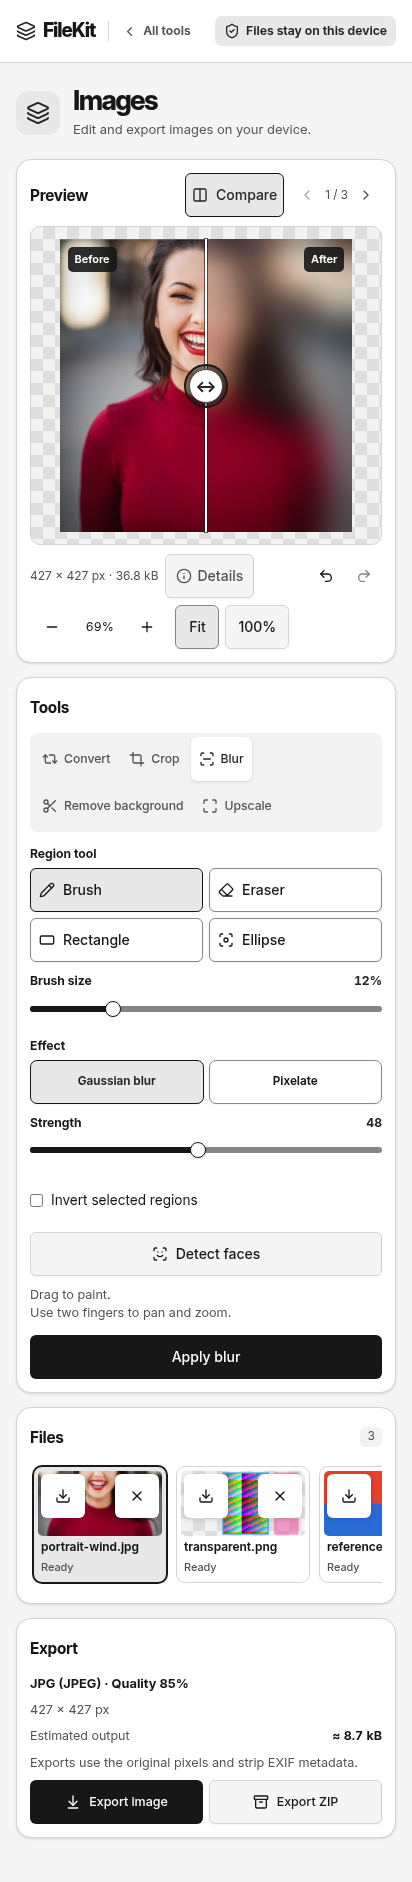 FileKit
All tools
Files stay on this device
Images
Edit and export images on your device.
Preview
Compare
1 / 3
Before
After
427 × 427 px · 36.8 kB
Details
69%
Fit
100%
Tools
Convert
Crop
Blur
Remove background
Upscale
Region tool
Brush
Eraser
Rectangle
Ellipse
Brush size
12%
Effect
Gaussian blur
Pixelate
Strength
48
Invert selected regions
Detect faces
Drag to paint.
Use two fingers to pan and zoom.
Apply blur
Files
3
portrait-wind.jpg
Ready
transparent.png
Ready
reference
Ready
Export
JPG (JPEG) · Quality 85%
427 × 427 px
Estimated output
≈ 8.7 kB
Exports use the original pixels and strip EXIF metadata.
Export image
Export ZIP